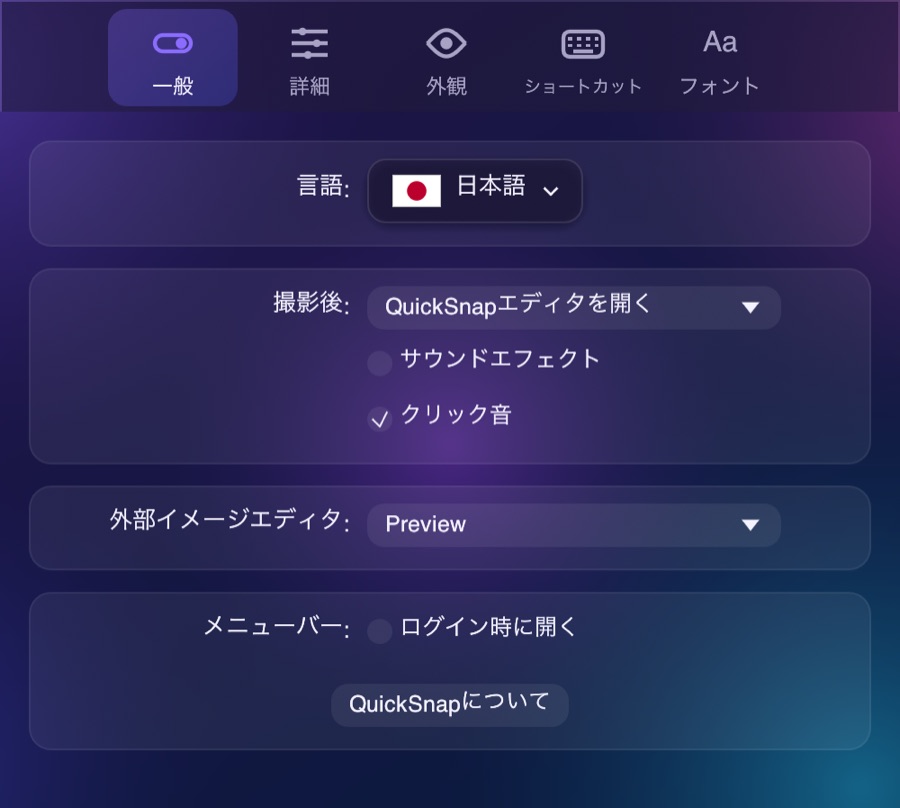 一般
詳細
外観
ショートカット
Aa
フォント
言語:
日本語
撮影後:
QuickSnapエディタを開く
サウンドエフェクト
クリック音
外部イメージエディタ:
Preview
メニューバー:
ログイン時に開く
QuickSnapについて